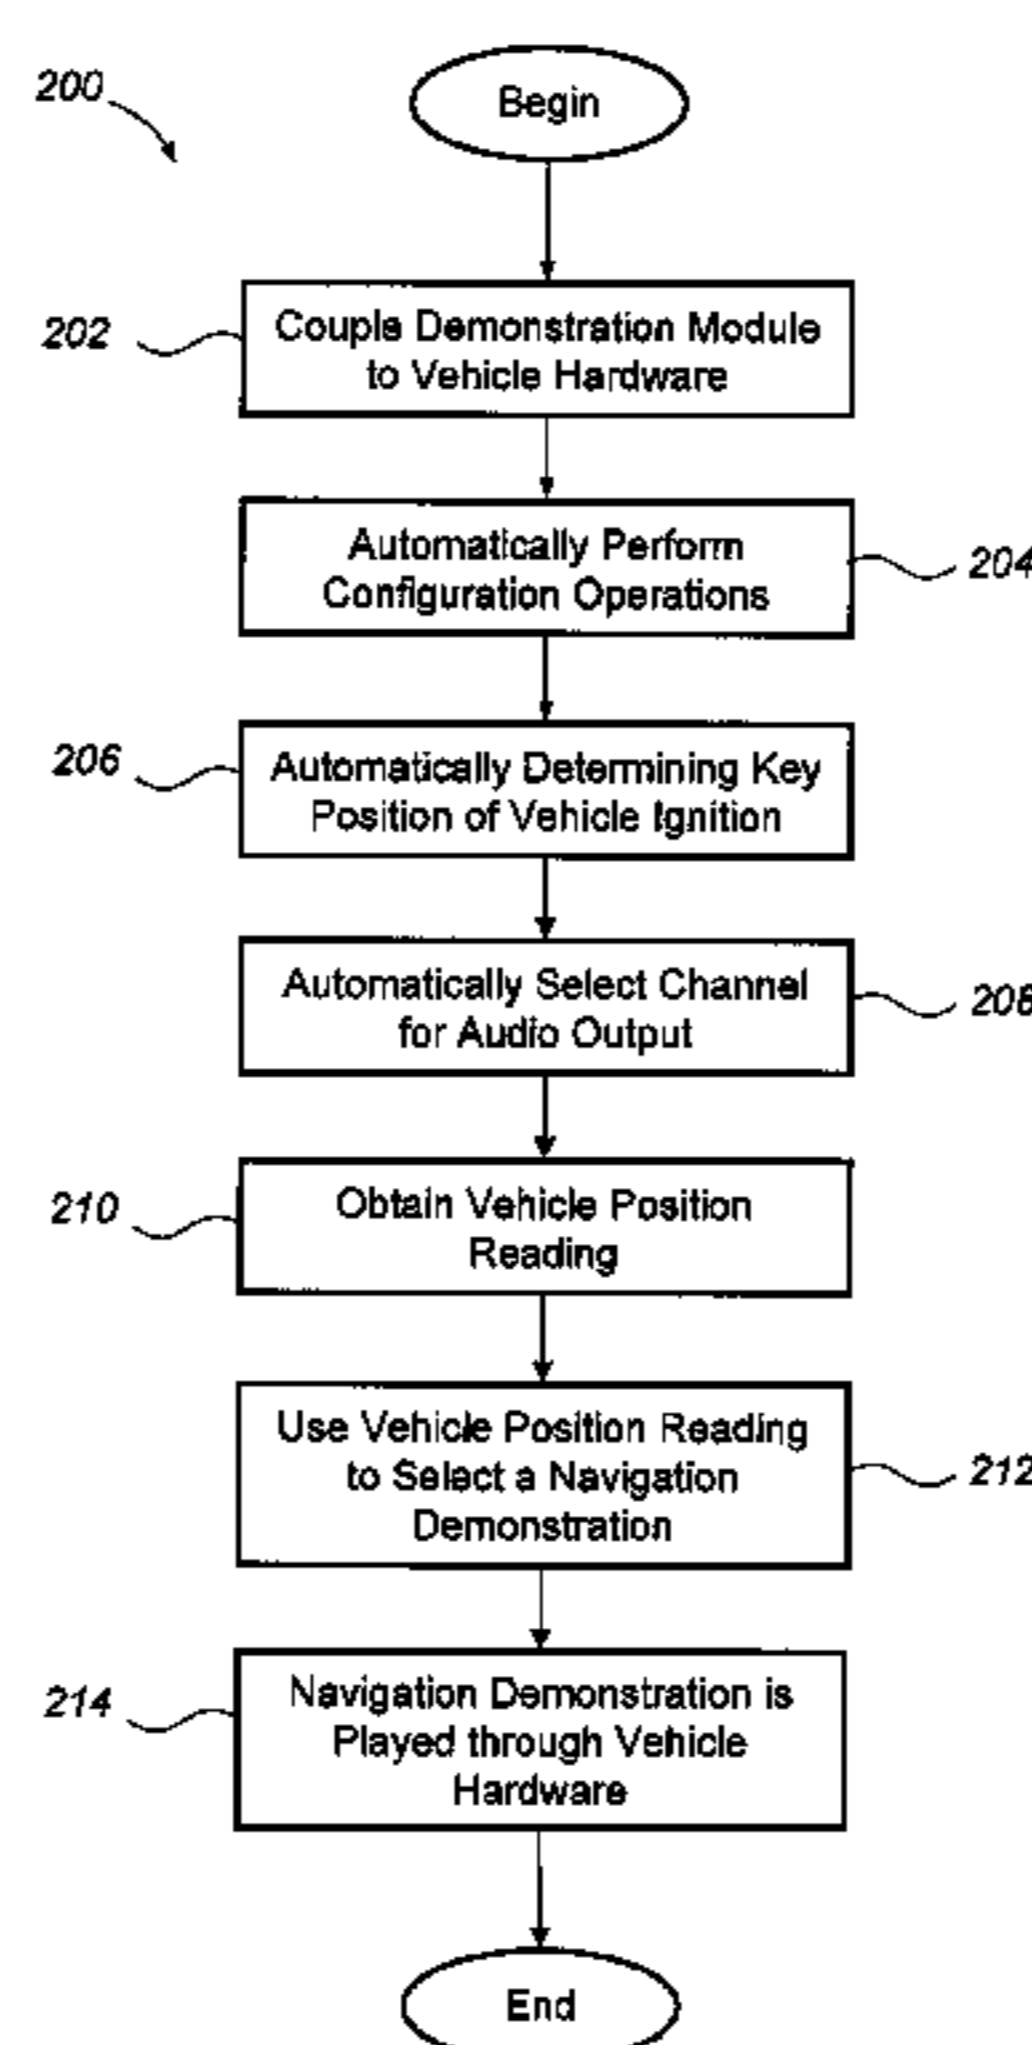 200
Begin
202
Couple Demonstration Module
to Vehicle Hardware
Automatically Perform
Configuration Operations
204
206
Automatically Determining Key
Position of Vehicle Ignition
Automatically Select Channel
for Audio Output
208
210
Obtain Vehicle Position
Reading
Use Vehicle Position Reading
to Select a Navigation
Demonstration
212
214
Navigation Demonstration is
Played through Vehicle
Hardware
End